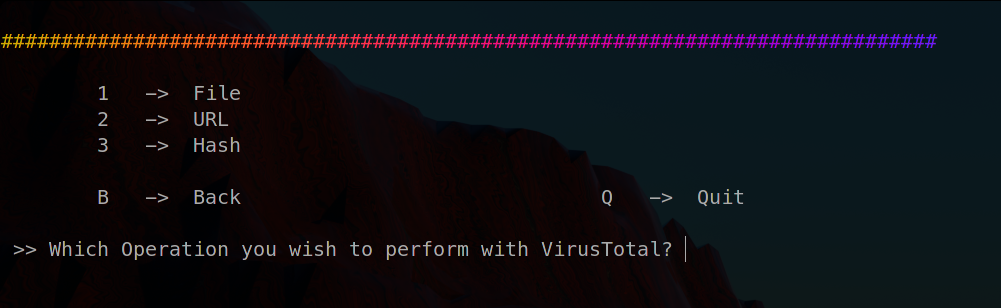 ##############################################################################
1 —> File
2 —> URL
3 —> Hash
B —> Back Q —> Quit
>> Which Operation you wish to perform with VirusTotal?